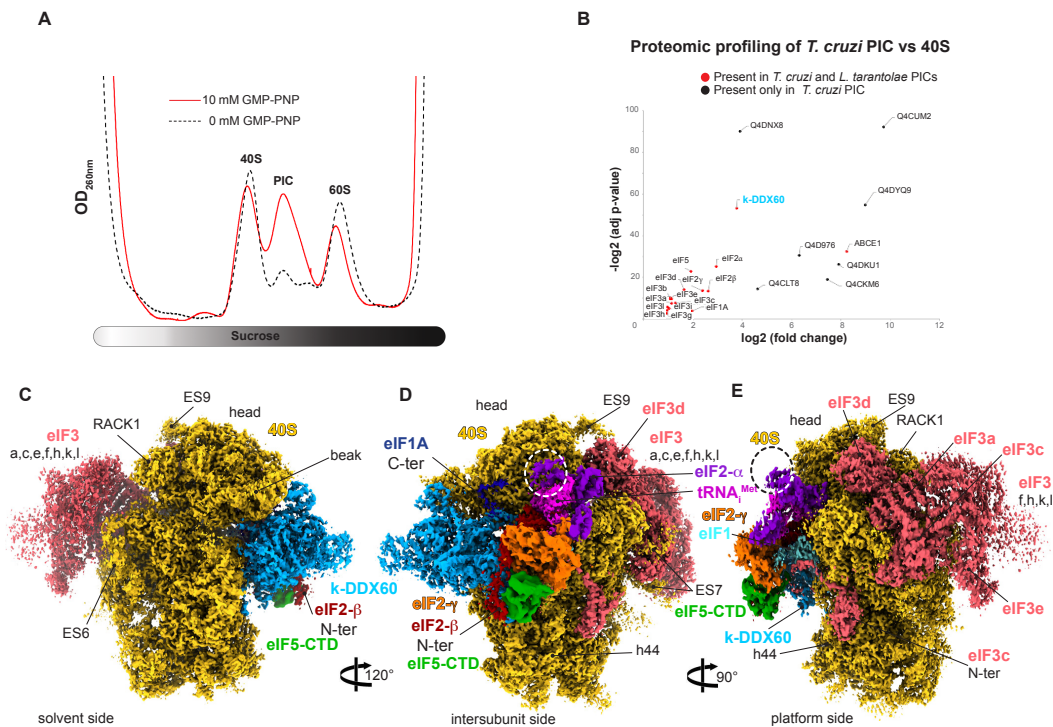 A
10 mM GMP-PNP
0 mM GMP-PNP
40S
PIC
60S
OD260nm
Sucrose
B
Proteomic profiling of T. cruzi PIC vs 40S
Present in T. cruzi and L. tarantolae PICs
Present only in T. cruzi PIC
-log2 (adj p-value)
100
80
60
40
20
0
2
4
6
8
10
12
log2 (fold change)
Q4DNX8
Q4CUM2
k-DDX60
Q4DYQ9
Q4D976
ABCE1
Q4DKU1
Q4CLT8
Q4CKM6
eIF5
eIF2α
eIF3d
eIF2γ
eIF2β
eIF3b
eIF3e
eIF3a
eIF3c
eIF3l
eIF3i
eIF1A
eIF3h
eIF3g
C
ES9
head
RACK1
40S
eIF3
a,c,e,f,h,k,l
beak
k-DDX60
eIF2-β
N-ter
ES6
eIF5-CTD
solvent side
120°
D
head
ES9
40S
eIF3d
eIF1A
C-ter
eIF3
a,c,e,f,h,k,l
eIF2-α
tRNAiMet
eIF2-γ
eIF2-β
N-ter
eIF5-CTD
ES7
h44
intersubunit side
90°
E
eIF3d
ES9
head
RACK1
40S
eIF3a
eIF3c
eIF3
f,h,k,l
eIF2-γ
eIF1
eIF5-CTD
k-DDX60
eIF3e
h44
eIF3c
N-ter
platform side